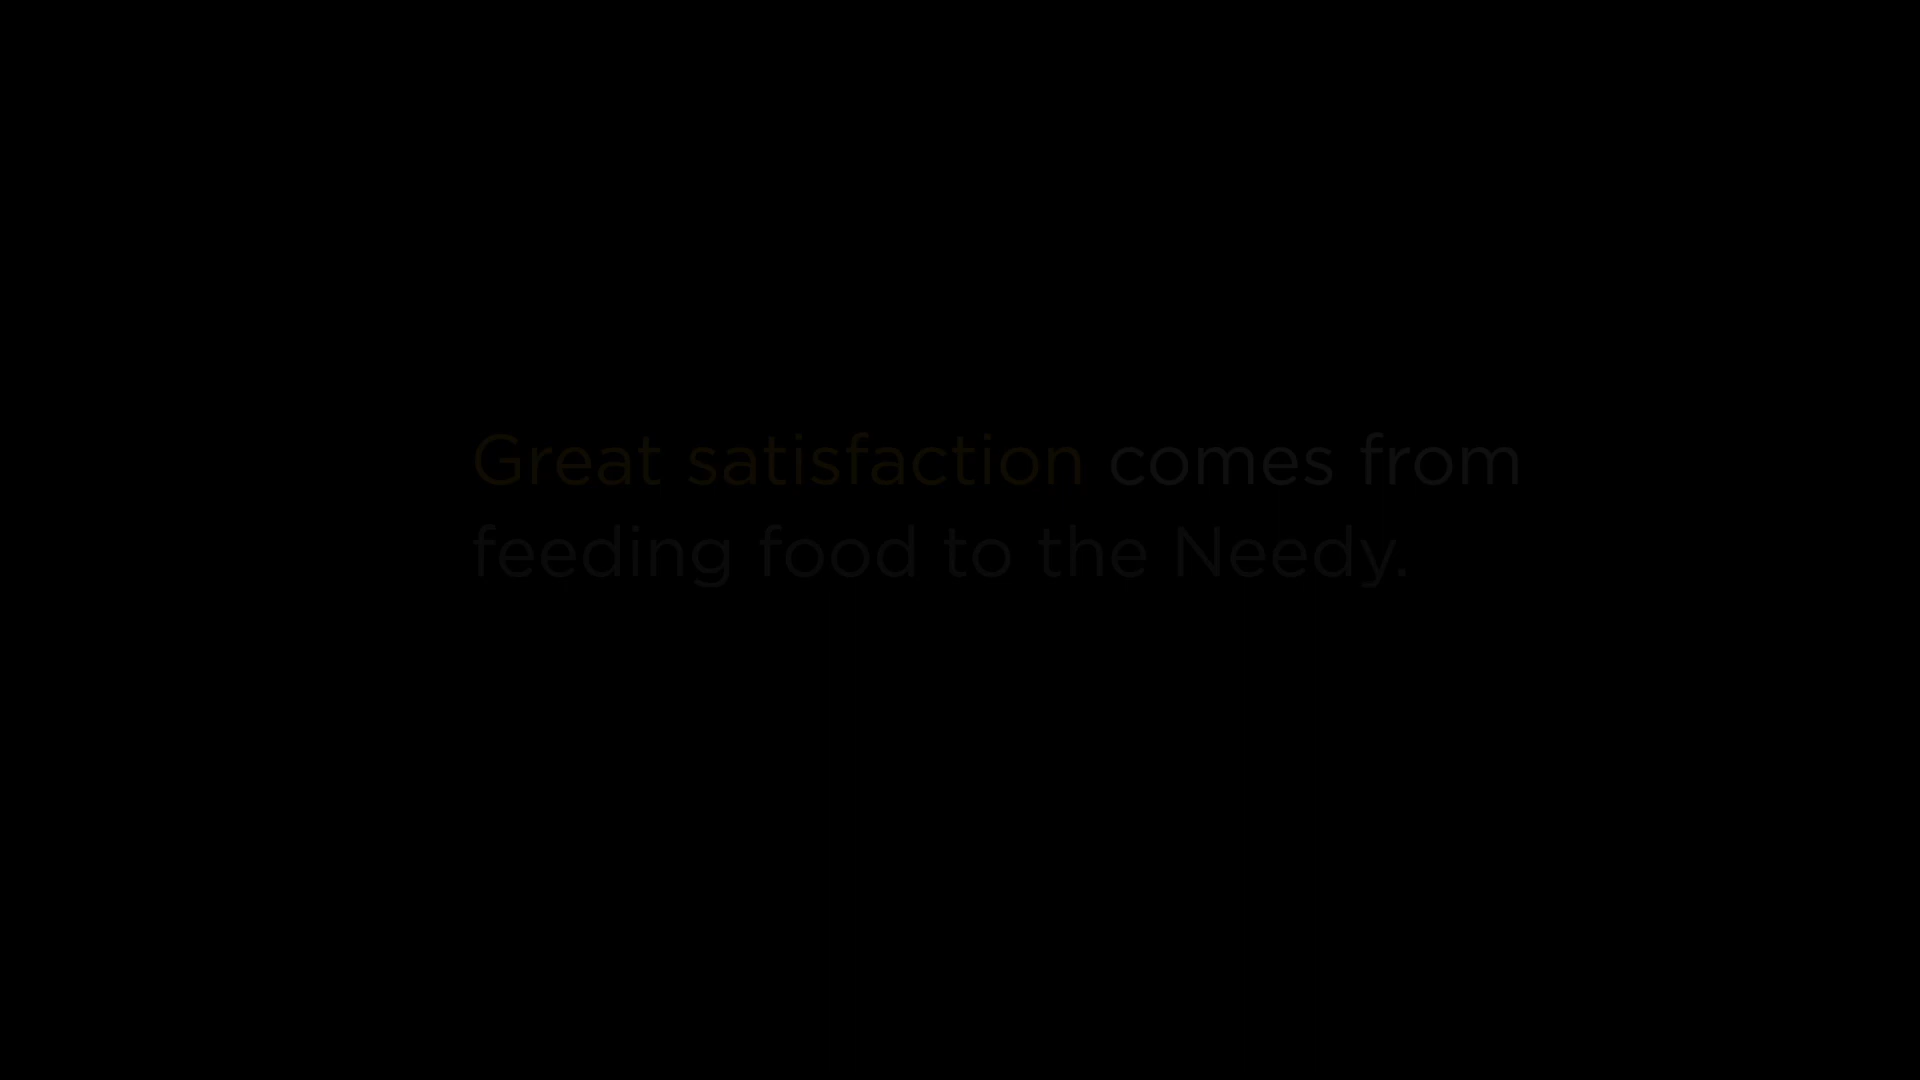 Great satisfaction comes from
feeding food to the Needy.